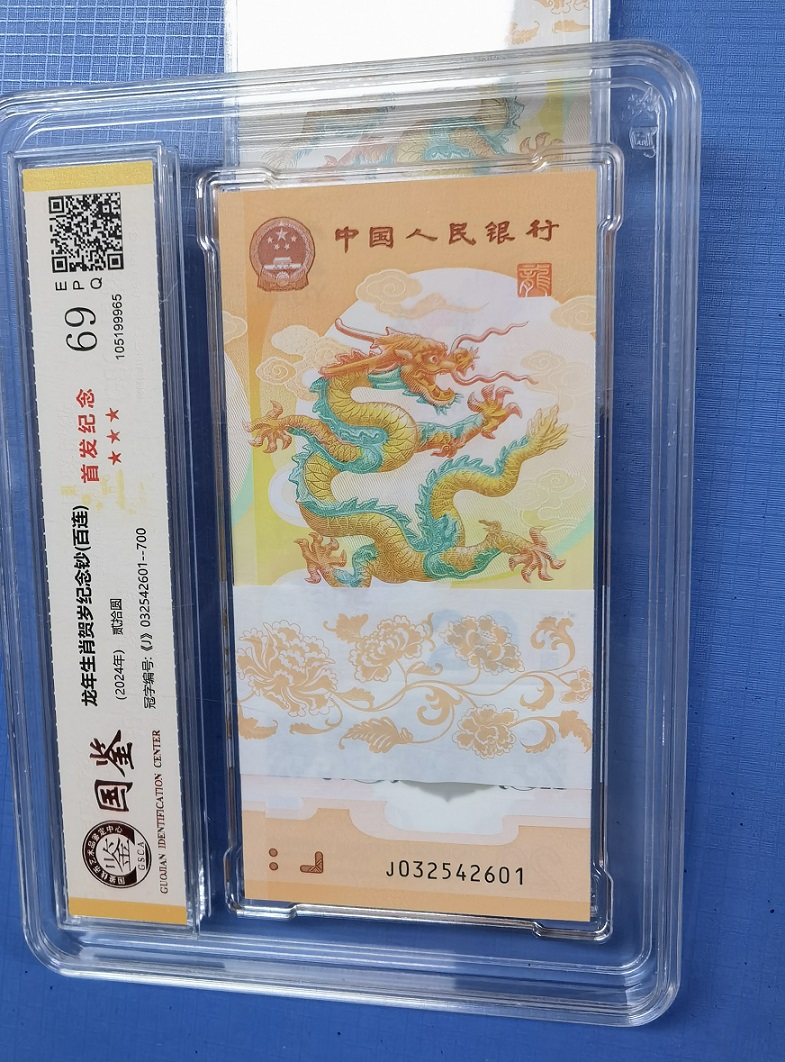 中国人民银行
龍
J032542601
龙年生肖贺岁纪念钞(百连)
(2024年) 贰拾圆
冠字编号:《J》032542601--700
首发纪念
★★★
69
EPQ
105199965
国鉴
GUOJIAN IDENTIFICATION CENTER
鉴
GSCA